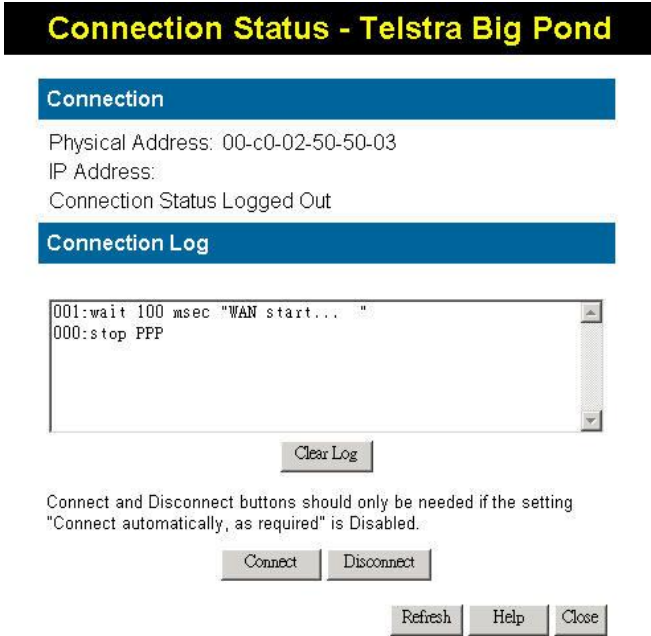 Connection Status - Telstra Big Pond
Connection
Physical Address: 00-c0-02-50-50-03
IP Address:
Connection Status Logged Out
Connection Log
001:wait 100 msec "WAN start...  "
000:stop PPP
Clear Log
Connect and Disconnect buttons should only be needed if the setting
"Connect automatically, as required" is Disabled.
Connect Disconnect
Refresh Help Close